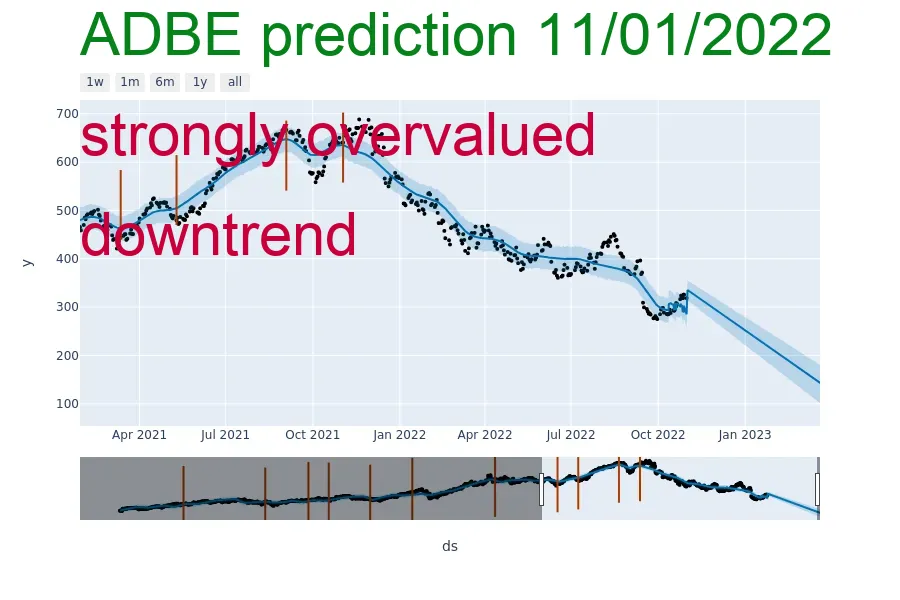 ADBE prediction 11/01/2022
1w 1m 6m 1y all
700
strongly overvalued
600
500
downtrend
400
y
300
200
100
Apr 2021 Jul 2021 Oct 2021 Jan 2022 Apr 2022 Jul 2022 Oct 2022 Jan 2023
ds